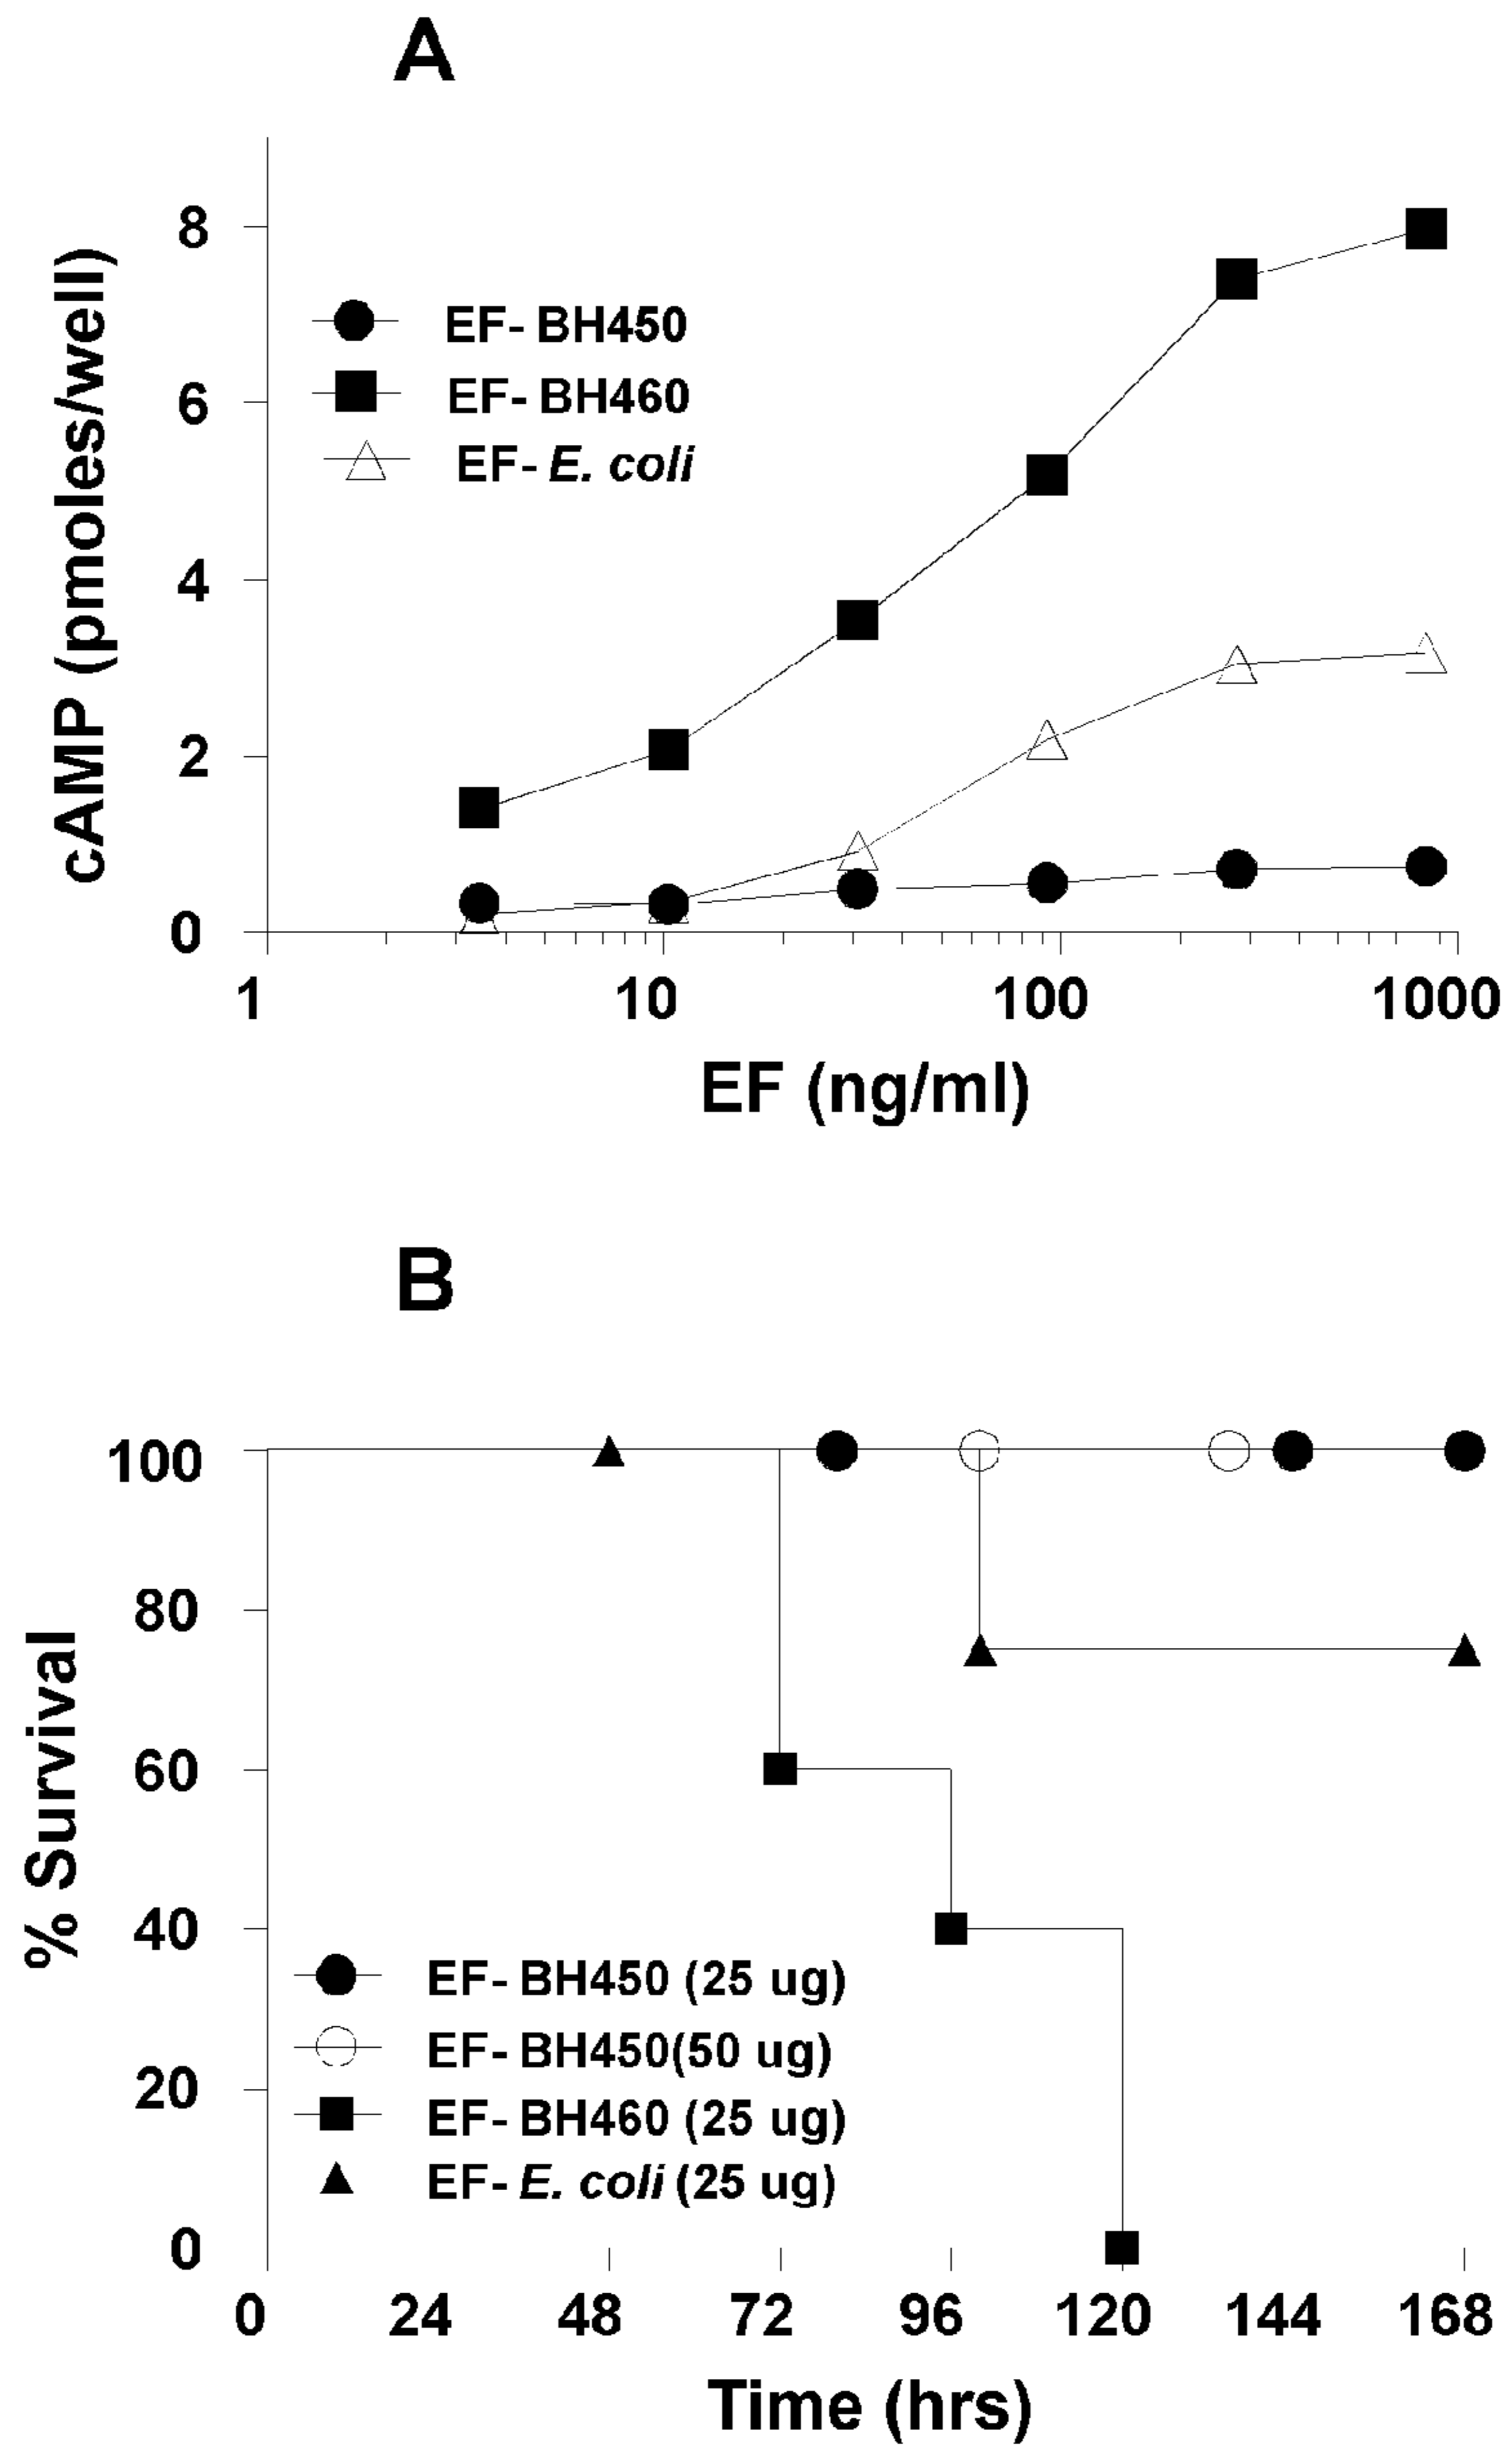 A
8
6
4
2
0
cAMP (pmoles/well)
EF- BH450
EF- BH460
EF- E. coli
1 10 100 1000
EF (ng/ml)
B
100
80
60
40
20
0
% Survival
EF- BH450 (25 ug)
EF- BH450(50 ug)
EF- BH460 (25 ug)
EF- E. coli (25 ug)
0 24 48 72 96 120 144 168
Time (hrs)